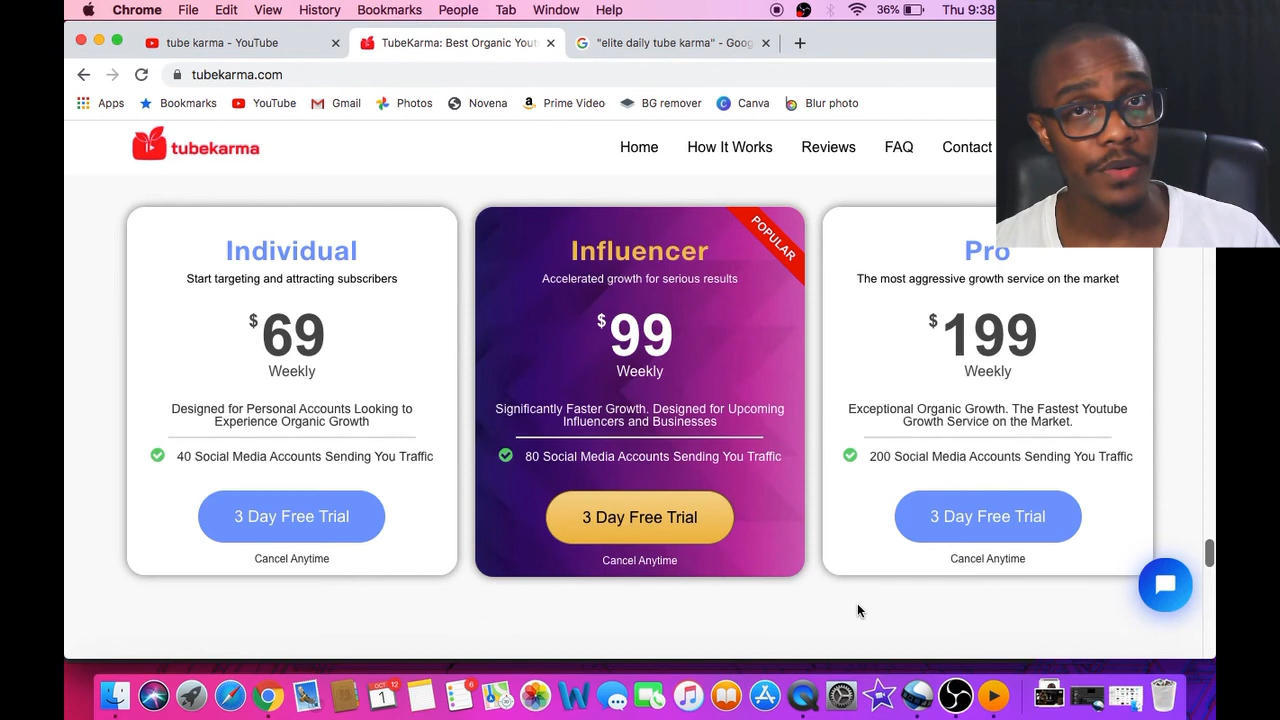 Chrome File Edit View History Bookmarks People Tab Window Help 36% Thu 9:38
tube karma - YouTube
TubeKarma: Best Organic Yout
"elite daily tube karma" - Goog
tubekarma.com
Apps Bookmarks YouTube Gmail Photos Novena Prime Video BG remover Canva Blur photo
tubekarma
Home How It Works Reviews FAQ Contact
Individual
Start targeting and attracting subscribers
$69
Weekly
Designed for Personal Accounts Looking to
Experience Organic Growth
40 Social Media Accounts Sending You Traffic
3 Day Free Trial
Cancel Anytime
POPULAR
Influencer
Accelerated growth for serious results
$99
Weekly
Significantly Faster Growth. Designed for Upcoming
Influencers and Businesses
80 Social Media Accounts Sending You Traffic
3 Day Free Trial
Cancel Anytime
Pro
The most aggressive growth service on the market
$199
Weekly
Exceptional Organic Growth. The Fastest Youtube
Growth Service on the Market.
200 Social Media Accounts Sending You Traffic
3 Day Free Trial
Cancel Anytime
OCT 12
1
6